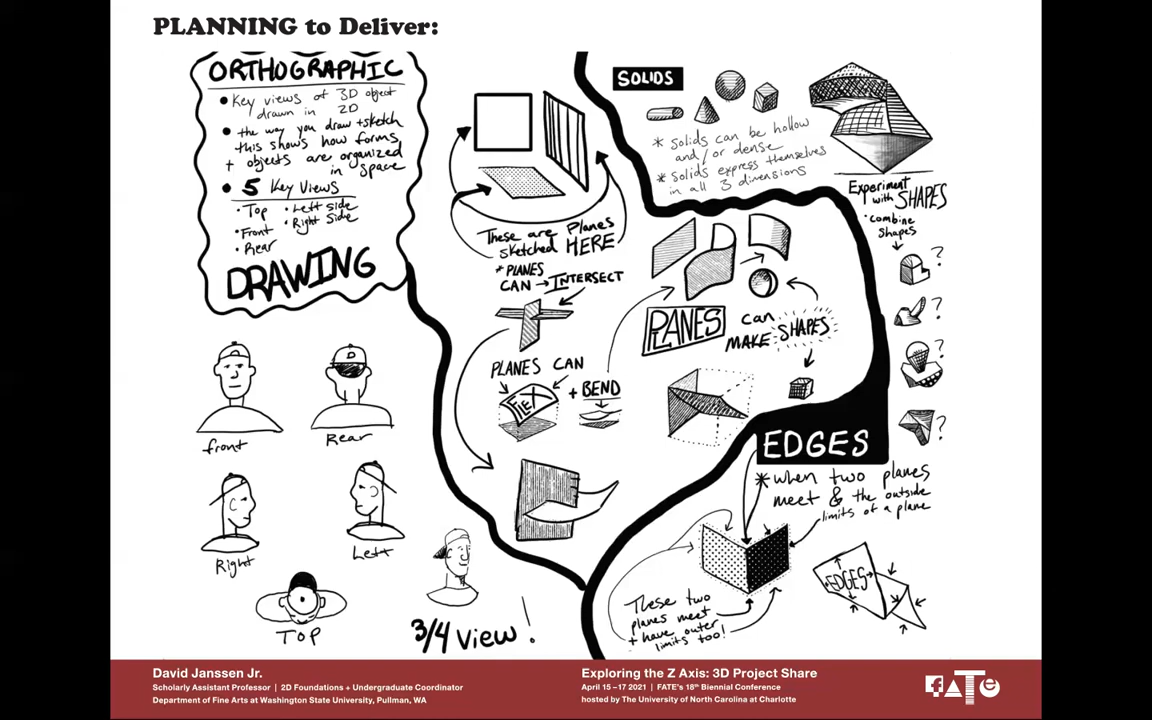 PLANNING to Deliver:
ORTHOGRAPHIC
Key views of 3D object
drawn in 2D
the way you draw + sketch
this shows how forms
+ objects are organized
in space
5 Key Views
Top
Left side
Front
Right Side
Rear
DRAWING
front
Rear
Right
Left
TOP
3/4 View!
These are Planes
sketched HERE
* PLANES
CAN → INTERSECT
PLANES CAN
FLEX
+ BEND
SOLIDS
* solids can be hollow
and/or dense
* solids express themselves
in all 3 dimensions
Experiment
with SHAPES
combine
shapes
?
?
?
?
PLANES
can
MAKE SHAPES
EDGES
* when two planes
meet & the outside
limits of a plane
EDGES
These two
planes meet
+ have outer
limits too!
David Janssen Jr.
Scholarly Assistant Professor | 2D Foundations + Undergraduate Coordinator
Department of Fine Arts at Washington State University, Pullman, WA
Exploring the Z Axis: 3D Project Share
April 15 – 17 2021 | FATE's 18th Biennial Conference
hosted by The University of North Carolina at Charlotte
fATe